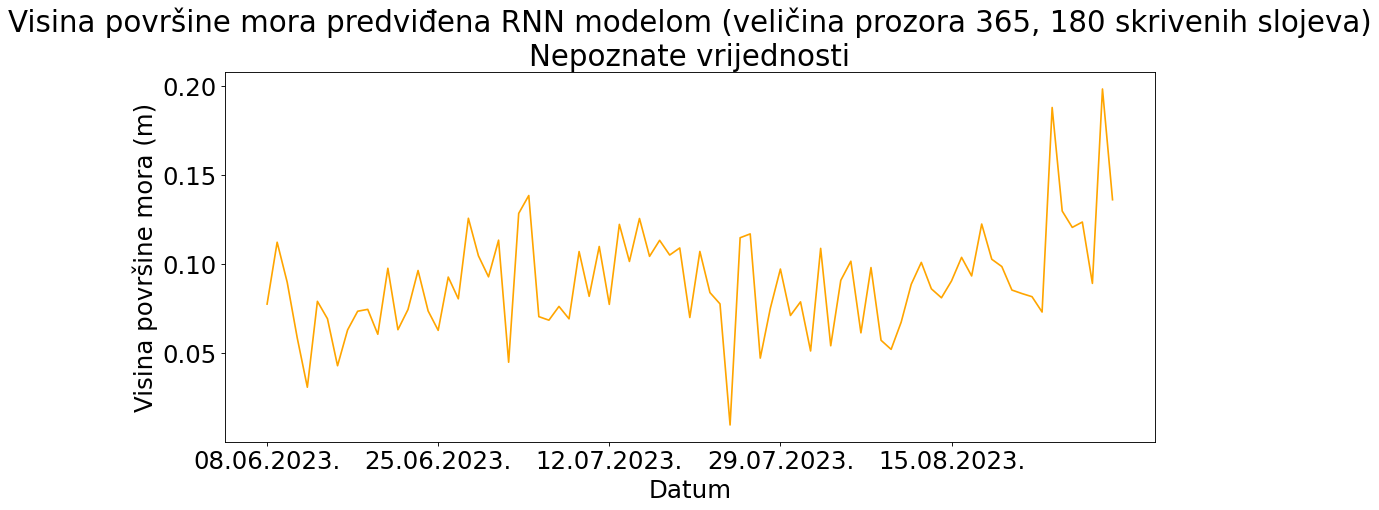 Visina površine mora predviđena RNN modelom (veličina prozora 365, 180 skrivenih slojeva)
Nepoznate vrijednosti
Visina površine mora (m)
0.20
0.15
0.10
0.05
08.06.2023. 25.06.2023. 12.07.2023. 29.07.2023. 15.08.2023.
Datum